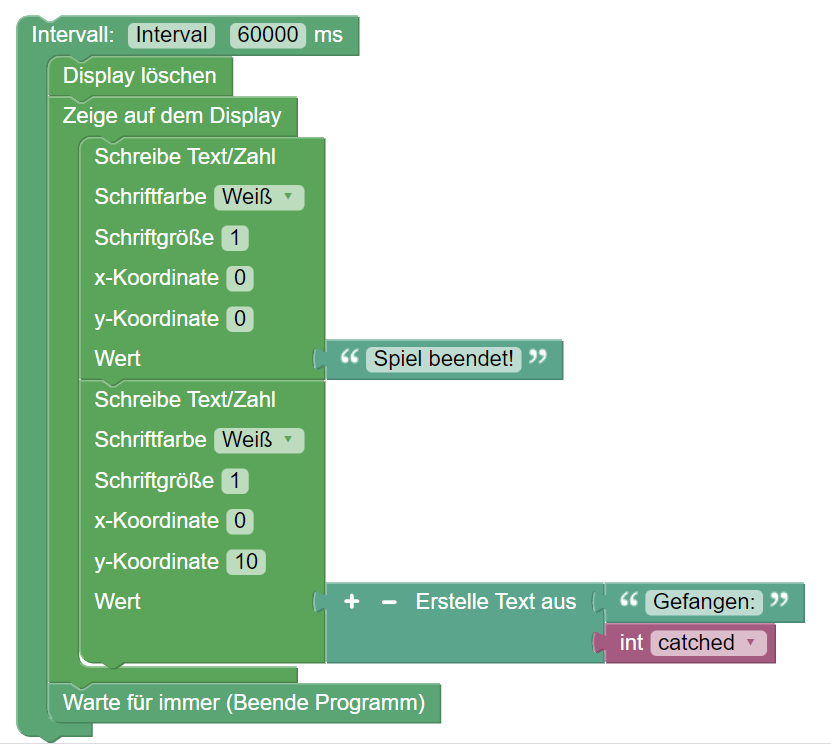 Intervall: Interval 60000 ms
Display löschen
Zeige auf dem Display
Schreibe Text/Zahl
Schriftfarbe Weiß
Schriftgröße 1
x-Koordinate 0
y-Koordinate 0
Wert “ Spiel beendet! ”
Schreibe Text/Zahl
Schriftfarbe Weiß
Schriftgröße 1
x-Koordinate 0
y-Koordinate 10
Wert + − Erstelle Text aus “ Gefangen: ”
int catched
Warte für immer (Beende Programm)